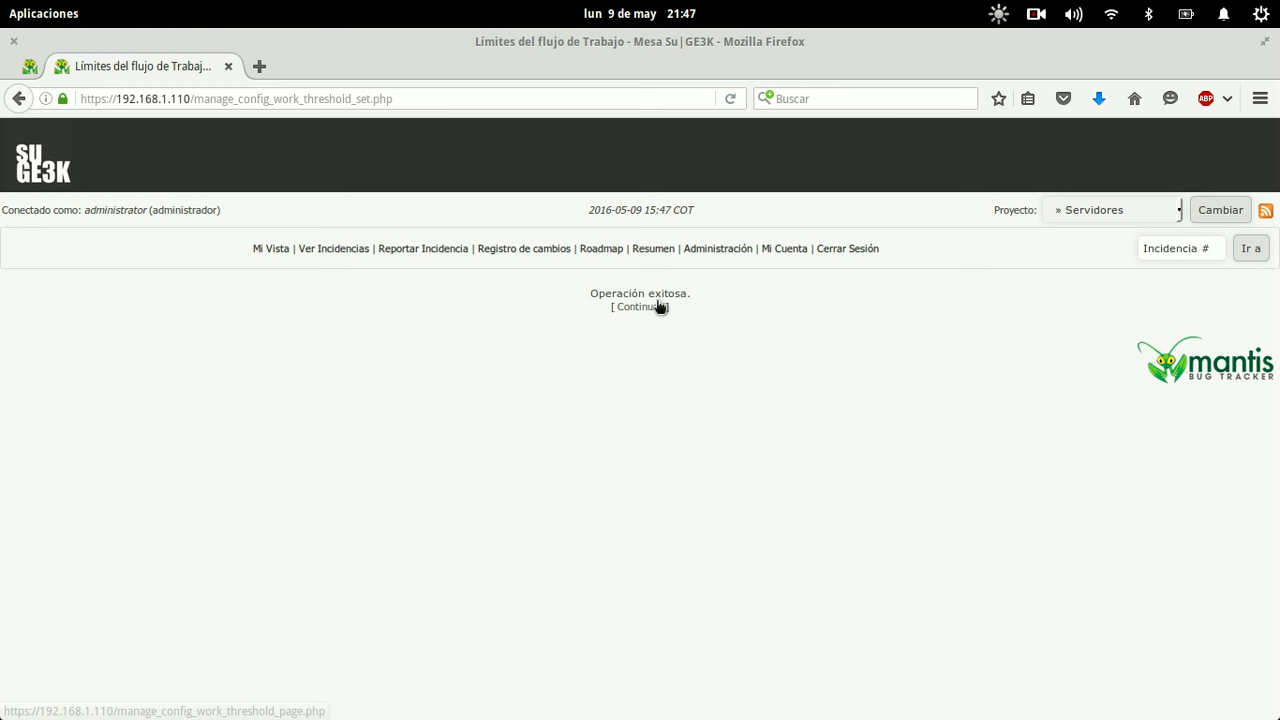 Aplicaciones
lun 9 de may 21:47
Límites del flujo de Trabajo - Mesa Su|GE3K - Mozilla Firefox
Límites del flujo de Trabaj...
https://192.168.1.110/manage_config_work_threshold_set.php
Buscar
ABP
SU
GE3K
Conectado como: administrator (administrador)
2016-05-09 15:47 COT
Proyecto:
» Servidores
Cambiar
Mi Vista | Ver Incidencias | Reportar Incidencia | Registro de cambios | Roadmap | Resumen | Administración | Mi Cuenta | Cerrar Sesión
Incidencia #
Ir a
Operación exitosa.
[ Continuar ]
mantis
BUG TRACKER
https://192.168.1.110/manage_config_work_threshold_page.php